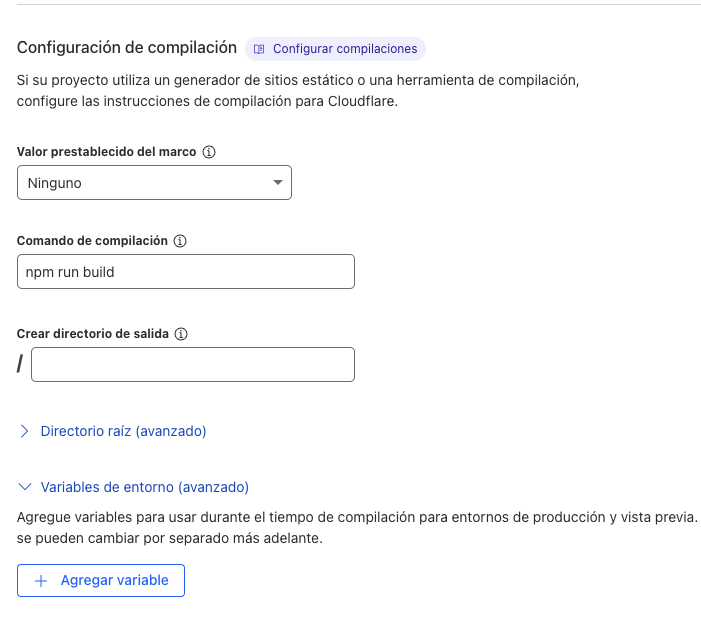 Configuración de compilación Configurar compilaciones
Si su proyecto utiliza un generador de sitios estático o una herramienta de compilación,
configure las instrucciones de compilación para Cloudflare.
Valor prestablecido del marco
Ninguno
Comando de compilación
npm run build
Crear directorio de salida
/
Directorio raíz (avanzado)
Variables de entorno (avanzado)
Agregue variables para usar durante el tiempo de compilación para entornos de producción y vista previa.
se pueden cambiar por separado más adelante.
+ Agregar variable